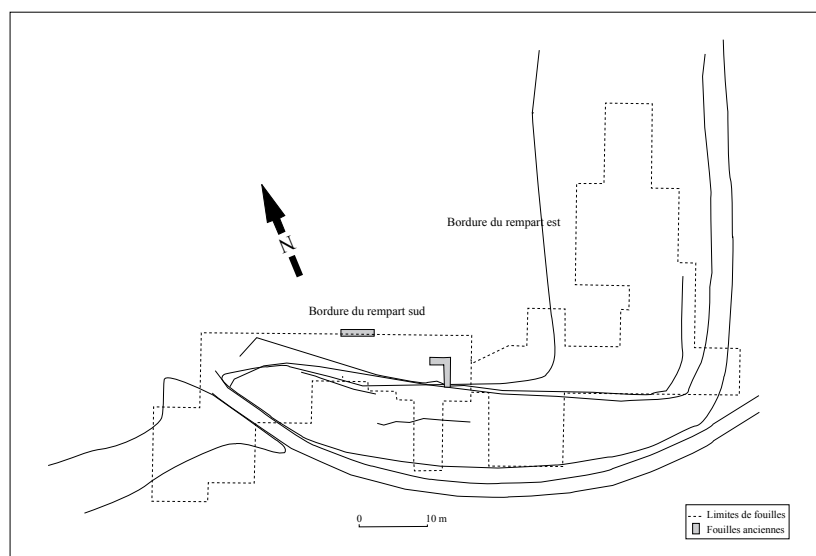 Bordure du rempart est
N
Bordure du rempart sud
0 10 m
Limites de fouilles
Fouilles anciennes